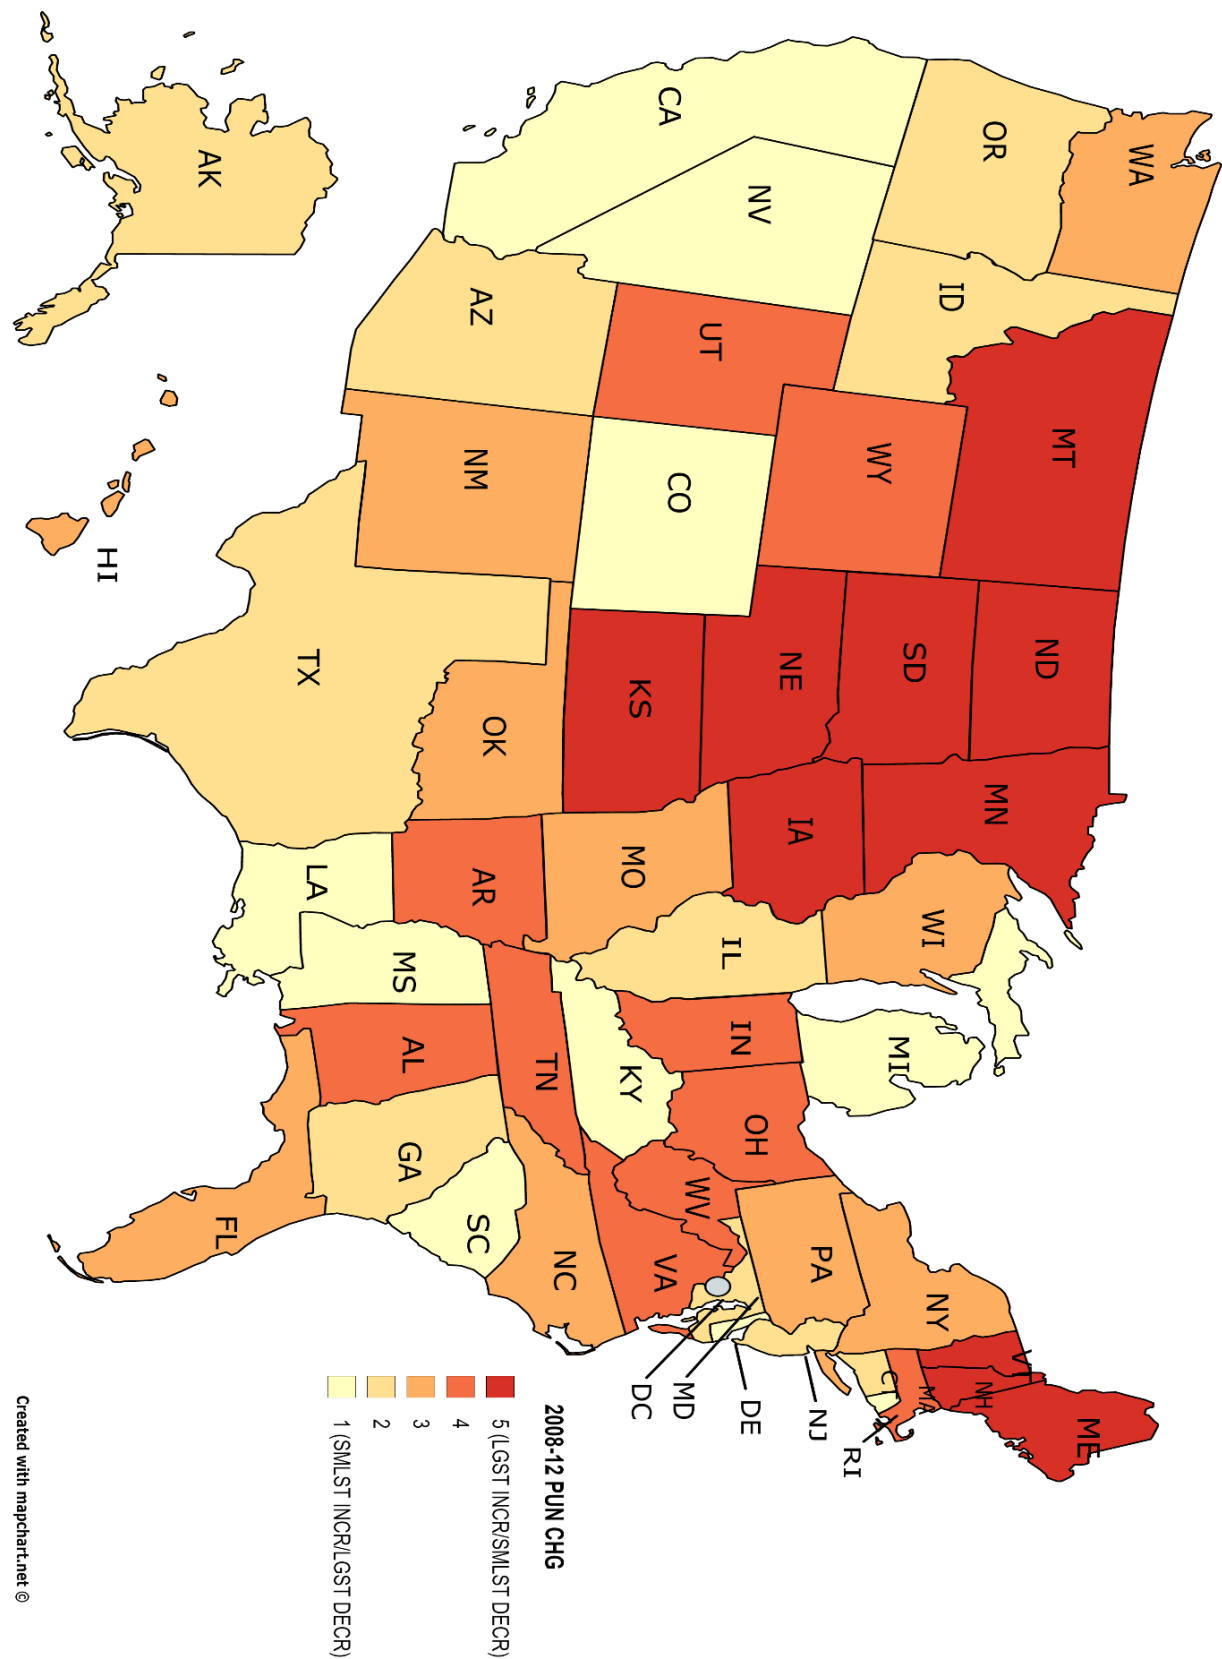 WA
OR
CA
NV
ID
MT
WY
UT
AZ
CO
NM
ND
SD
NE
KS
OK
TX
MN
IA
MO
AR
LA
WI
IL
MS
MI
IN
KY
TN
AL
OH
WV
VA
NC
SC
GA
FL
PA
NY
VT
NH
ME
MA
CT
RI
NJ
DE
MD
DC
AK
HI
2008-12 PUN CHG
5 (LGST INCR/SMLST DECR)
4
3
2
1 (SMLST INCR/LGST DECR)
Created with mapchart.net ©